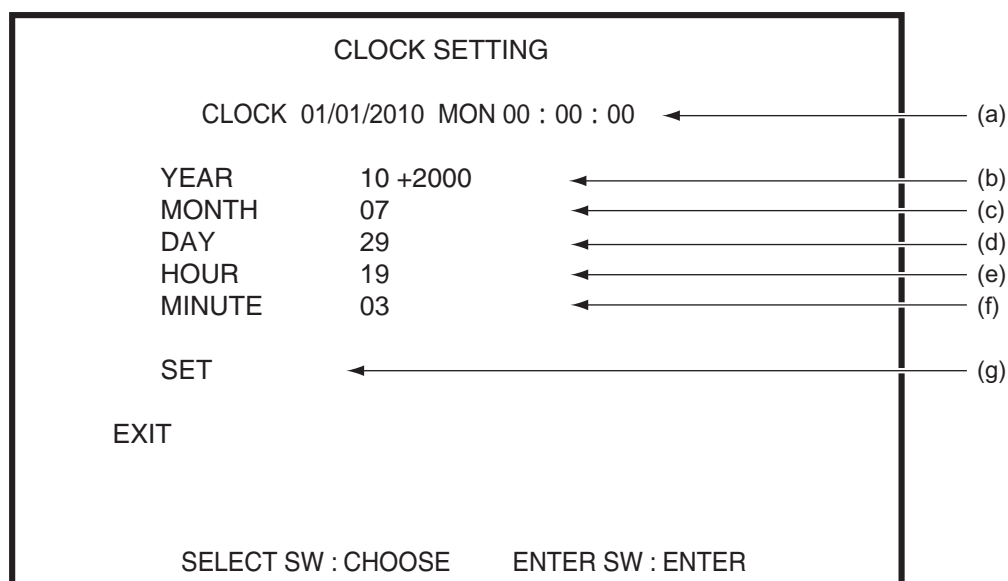 CLOCK SETTING
CLOCK 01/01/2010 MON 00 : 00 : 00 (a)
YEAR 10 +2000 (b)
MONTH 07 (c)
DAY 29 (d)
HOUR 19 (e)
MINUTE 03 (f)
SET (g)
EXIT
SELECT SW : CHOOSE ENTER SW : ENTER